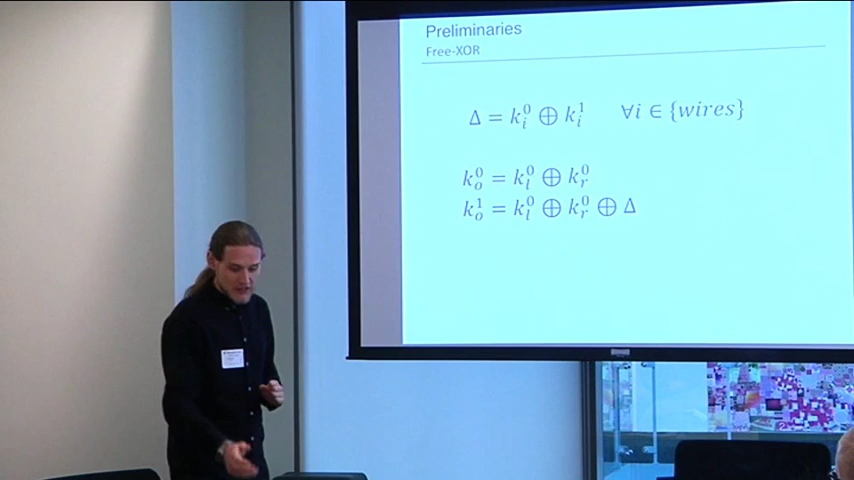 Preliminaries
Free-XOR
Δ = k_i^0 ⊕ k_i^1 ∀i ∈ {wires}
k_o^0 = k_l^0 ⊕ k_r^0
k_o^1 = k_l^0 ⊕ k_r^0 ⊕ Δ